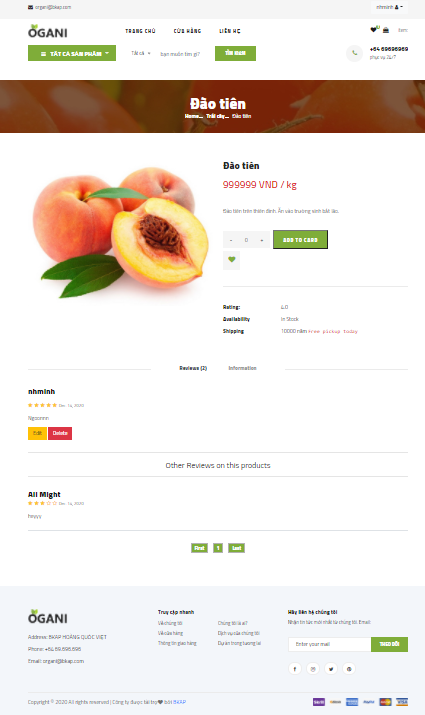 organi@bkap.com
nhminh
OGANI
TRANG CHỦ CỬA HÀNG LIÊN HỆ
Item:
TẤT CẢ SẢN PHẨM
Tất cả
bạn muốn tìm gì?
TÌM NGAY
+64 69696969
phục vụ 24/7
Đào tiên
Home... Trái cây... Đào tiên
Đào tiên
999999 VND / kg
Đào tiên trên thiên đình. Ăn vào trường sinh bất lão.
- 0 +
ADD TO CARD
Rating: 4.0
Availability In Stock
Shipping 10000 năm Free pickup today
Reviews (2) Information
nhminh
Dec. 14, 2020
Ngoonnn
Edit Delete
Other Reviews on this products
All Might
Dec. 14, 2020
heyyy
First 1 Last
OGANI
Address: BKAP HOÀNG QUỐC VIỆT
Phone: +64 69.696.696
Email: organi@bkap.com
Truy cập nhanh
Về chúng tôi
Về cửa hàng
Thông tin giao hàng
Chúng tôi là ai?
Dịch vụ của chúng tôi
Dự án trong tương lai
Hãy liên hệ chúng tôi
Nhận tin tức mới nhất từ chúng tôi Email
Enter your mail
THEO DÕI
Copyright © 2020 All rights reserved | Công ty được tài trợ bởi BKAP